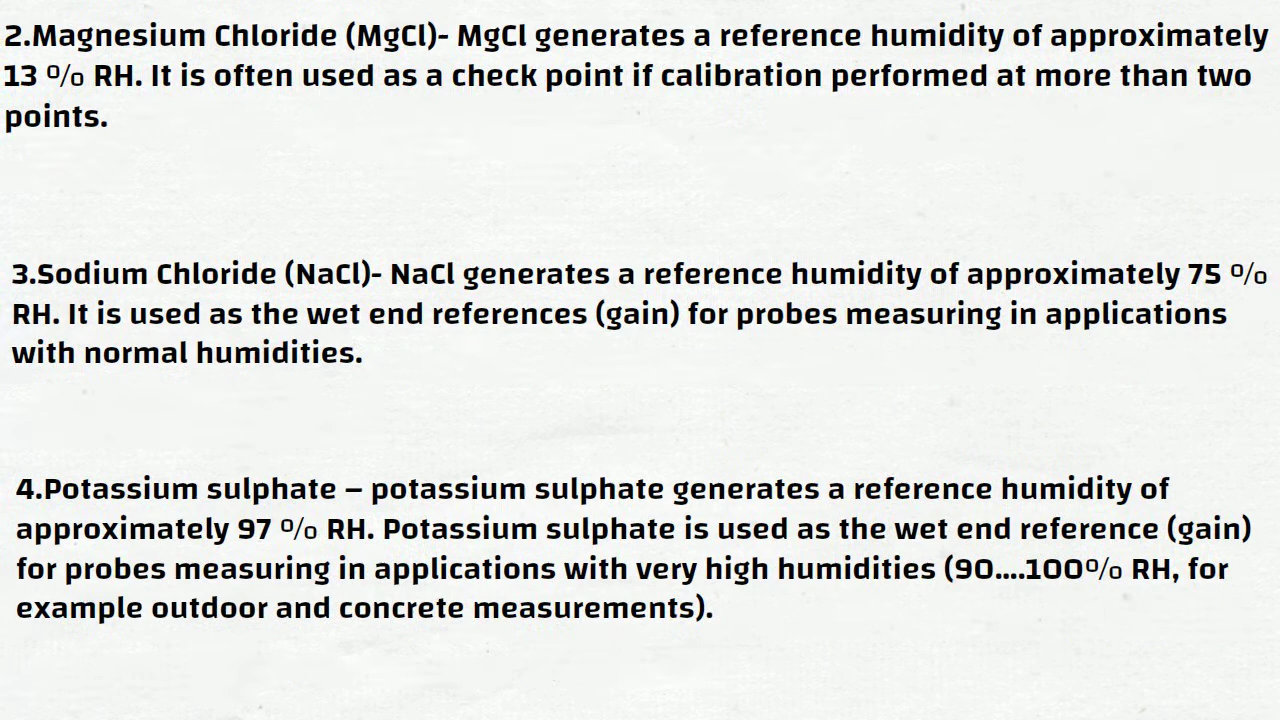 2.Magnesium Chloride (MgCl)- MgCl generates a reference humidity of approximately
13 % RH. It is often used as a check point if calibration performed at more than two
points.
3.Sodium Chloride (NaCl)- NaCl generates a reference humidity of approximately 75 %
RH. It is used as the wet end references (gain) for probes measuring in applications
with normal humidities.
4.Potassium sulphate – potassium sulphate generates a reference humidity of
approximately 97 % RH. Potassium sulphate is used as the wet end reference (gain)
for probes measuring in applications with very high humidities (90....100% RH, for
example outdoor and concrete measurements).